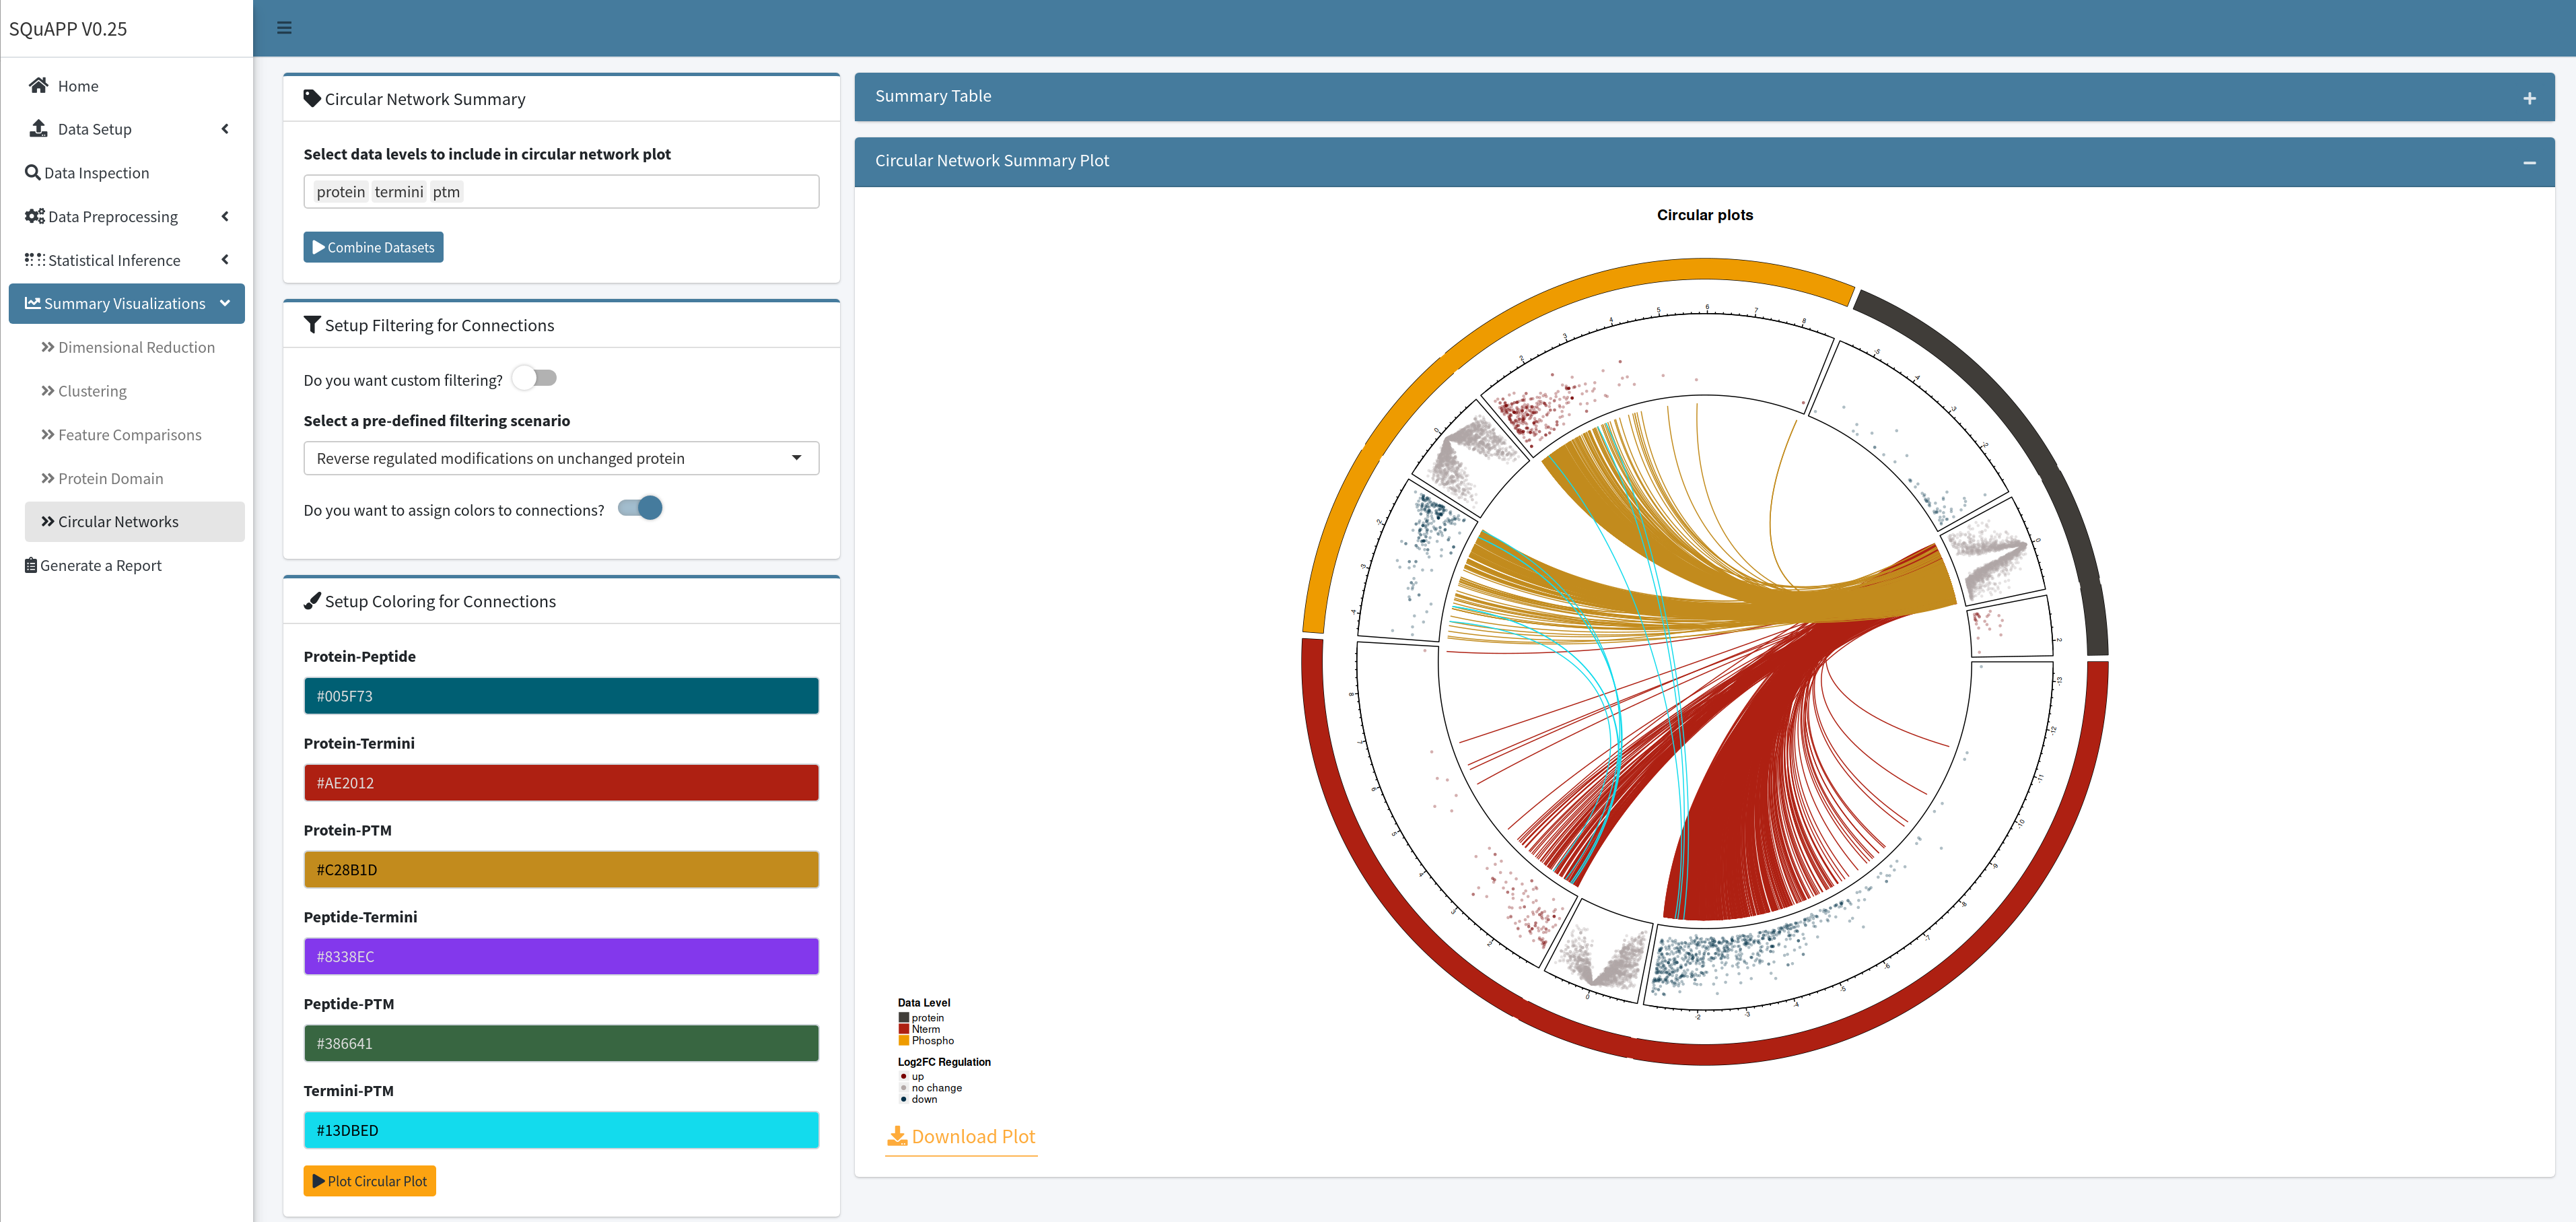 SQuAPP V0.25
Home
Data Setup
Data Inspection
Data Preprocessing
Statistical Inference
Summary Visualizations
Dimensional Reduction
Clustering
Feature Comparisons
Protein Domain
Circular Networks
Generate a Report
Circular Network Summary
Select data levels to include in circular network plot
protein termini ptm
Combine Datasets
Setup Filtering for Connections
Do you want custom filtering?
Select a pre-defined filtering scenario
Reverse regulated modifications on unchanged protein
Do you want to assign colors to connections?
Setup Coloring for Connections
Protein-Peptide
#005F73
Protein-Termini
#AE2012
Protein-PTM
#C28B1D
Peptide-Termini
#8338EC
Peptide-PTM
#386641
Termini-PTM
#13DBED
Plot Circular Plot
Summary Table
Circular Network Summary Plot
Circular plots
Data Level
protein
Nterm
Phospho
Log2FC Regulation
up
no change
down
Download Plot